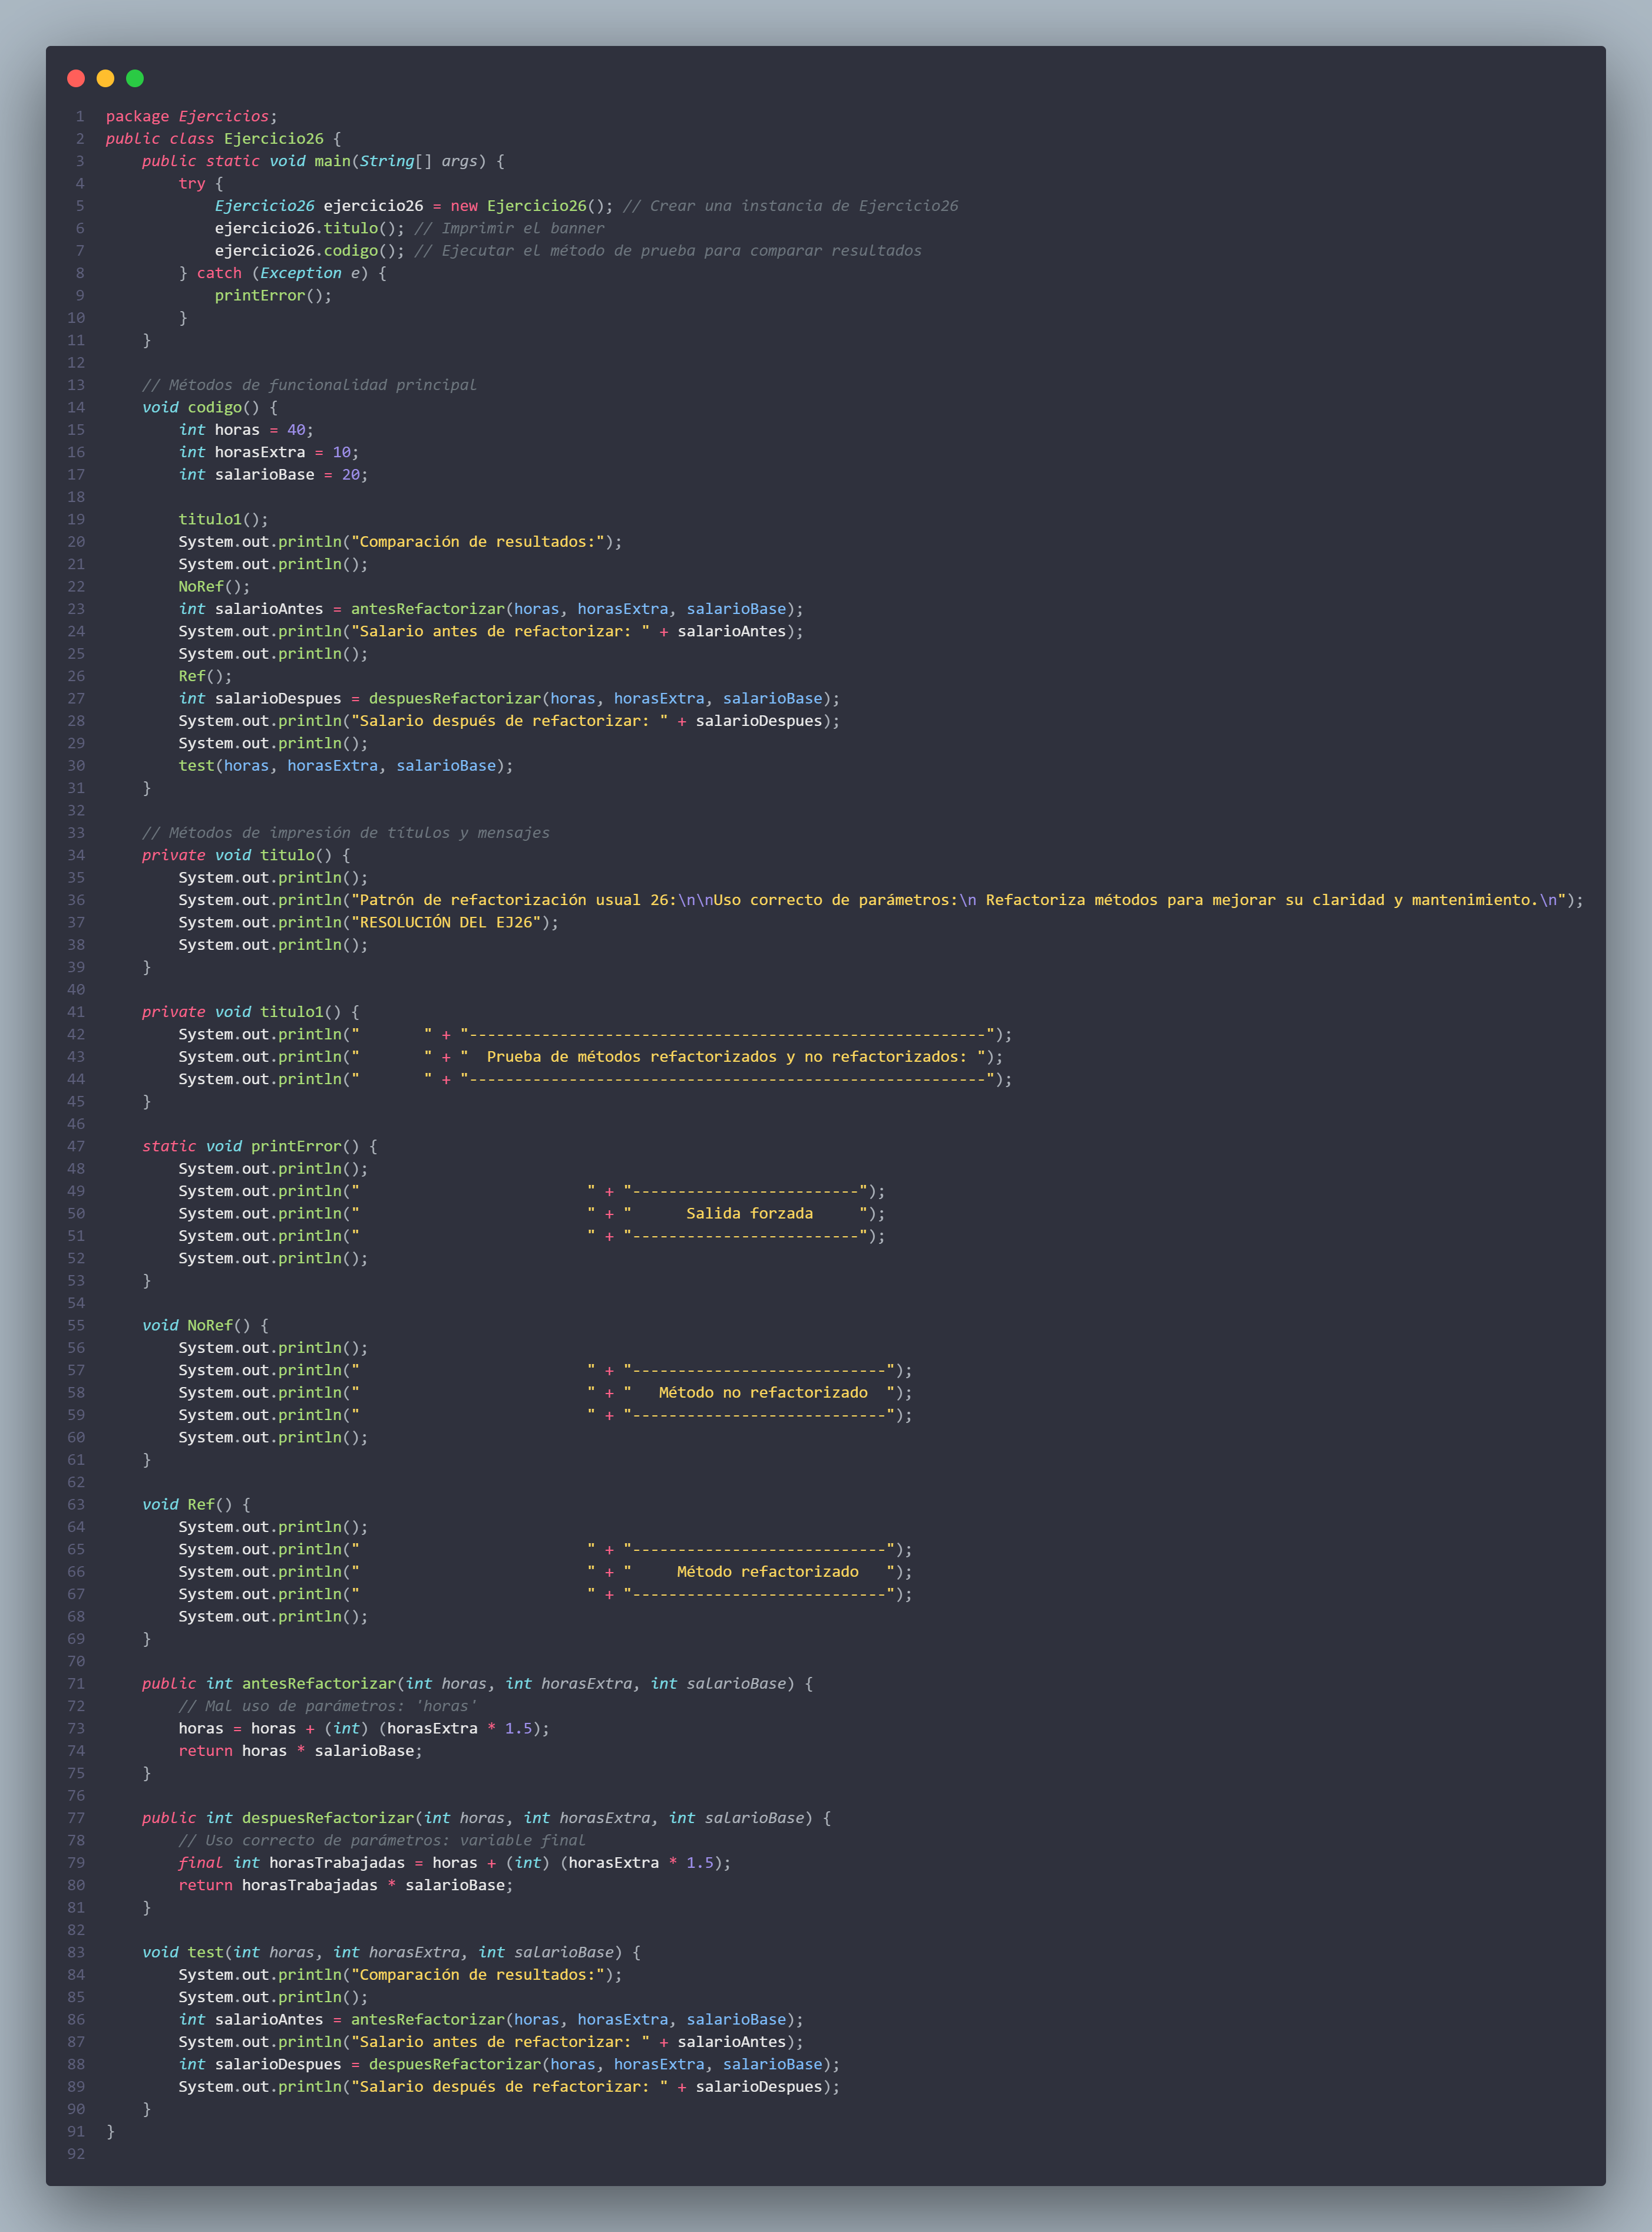 1 package Ejercicios;
2 public class Ejercicio26 {
3     public static void main(String[] args) {
4         try {
5             Ejercicio26 ejercicio26 = new Ejercicio26(); // Crear una instancia de Ejercicio26
6             ejercicio26.titulo(); // Imprimir el banner
7             ejercicio26.codigo(); // Ejecutar el método de prueba para comparar resultados
8         } catch (Exception e) {
9             printError();
10         }
11     }
12
13     // Métodos de funcionalidad principal
14     void codigo() {
15         int horas = 40;
16         int horasExtra = 10;
17         int salarioBase = 20;
18
19         titulo1();
20         System.out.println("Comparación de resultados:");
21         System.out.println();
22         NoRef();
23         int salarioAntes = antesRefactorizar(horas, horasExtra, salarioBase);
24         System.out.println("Salario antes de refactorizar: " + salarioAntes);
25         System.out.println();
26         Ref();
27         int salarioDespues = despuesRefactorizar(horas, horasExtra, salarioBase);
28         System.out.println("Salario después de refactorizar: " + salarioDespues);
29         System.out.println();
30         test(horas, horasExtra, salarioBase);
31     }
32
33     // Métodos de impresión de títulos y mensajes
34     private void titulo() {
35         System.out.println();
36         System.out.println("Patrón de refactorización usual 26:\n\nUso correcto de parámetros:\n Refactoriza métodos para mejorar su claridad y mantenimiento.\n");
37         System.out.println("RESOLUCIÓN DEL EJ26");
38         System.out.println();
39     }
40
41     private void titulo1() {
42         System.out.println("       " + "---------------------------------------------------------");
43         System.out.println("       " + "  Prueba de métodos refactorizados y no refactorizados: ");
44         System.out.println("       " + "---------------------------------------------------------");
45     }
46
47     static void printError() {
48         System.out.println();
49         System.out.println("                         " + "-------------------------");
50         System.out.println("                         " + "      Salida forzada     ");
51         System.out.println("                         " + "-------------------------");
52         System.out.println();
53     }
54
55     void NoRef() {
56         System.out.println();
57         System.out.println("                         " + "----------------------------");
58         System.out.println("                         " + "   Método no refactorizado  ");
59         System.out.println("                         " + "----------------------------");
60         System.out.println();
61     }
62
63     void Ref() {
64         System.out.println();
65         System.out.println("                         " + "----------------------------");
66         System.out.println("                         " + "     Método refactorizado   ");
67         System.out.println("                         " + "----------------------------");
68         System.out.println();
69     }
70
71     public int antesRefactorizar(int horas, int horasExtra, int salarioBase) {
72         // Mal uso de parámetros: 'horas'
73         horas = horas + (int) (horasExtra * 1.5);
74         return horas * salarioBase;
75     }
76
77     public int despuesRefactorizar(int horas, int horasExtra, int salarioBase) {
78         // Uso correcto de parámetros: variable final
79         final int horasTrabajadas = horas + (int) (horasExtra * 1.5);
80         return horasTrabajadas * salarioBase;
81     }
82
83     void test(int horas, int horasExtra, int salarioBase) {
84         System.out.println("Comparación de resultados:");
85         System.out.println();
86         int salarioAntes = antesRefactorizar(horas, horasExtra, salarioBase);
87         System.out.println("Salario antes de refactorizar: " + salarioAntes);
88         int salarioDespues = despuesRefactorizar(horas, horasExtra, salarioBase);
89         System.out.println("Salario después de refactorizar: " + salarioDespues);
90     }
91 }
92